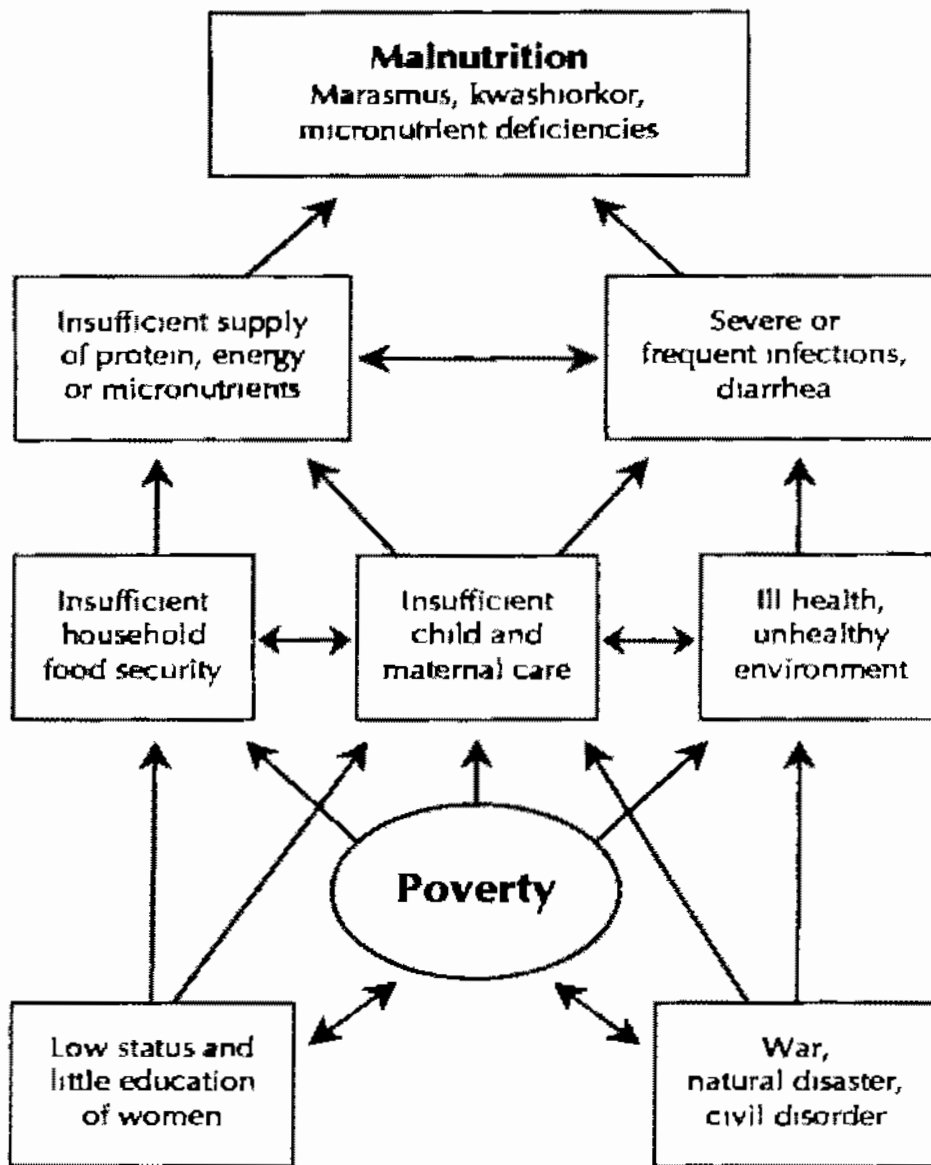 Malnutrition
Marasmus, kwashiorkor,
micronutrient deficiencies
Insufficient supply
of protein, energy
or micronutrients
Severe or
frequent infections,
diarrhea
Insufficient
household
food security
Insufficient
child and
maternal care
Ill health,
unhealthy
environment
Poverty
Low status and
little education
of women
War,
natural disaster,
civil disorder